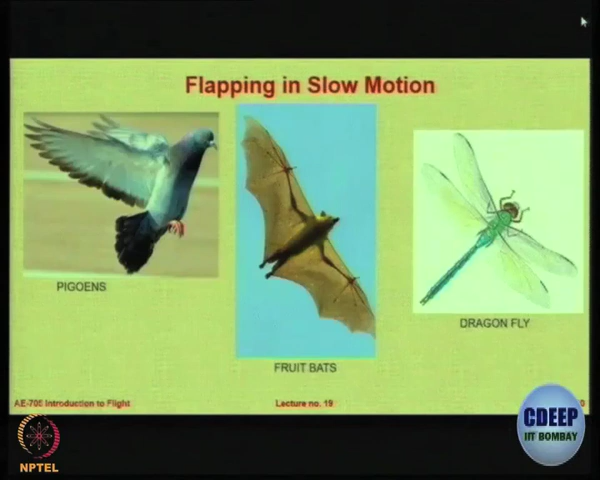 Flapping in Slow Motion
PIGOENS
FRUIT BATS
DRAGON FLY
AE-705 Introduction to Flight
Lecture no. 19
CDEEP
IIT BOMBAY
NPTEL